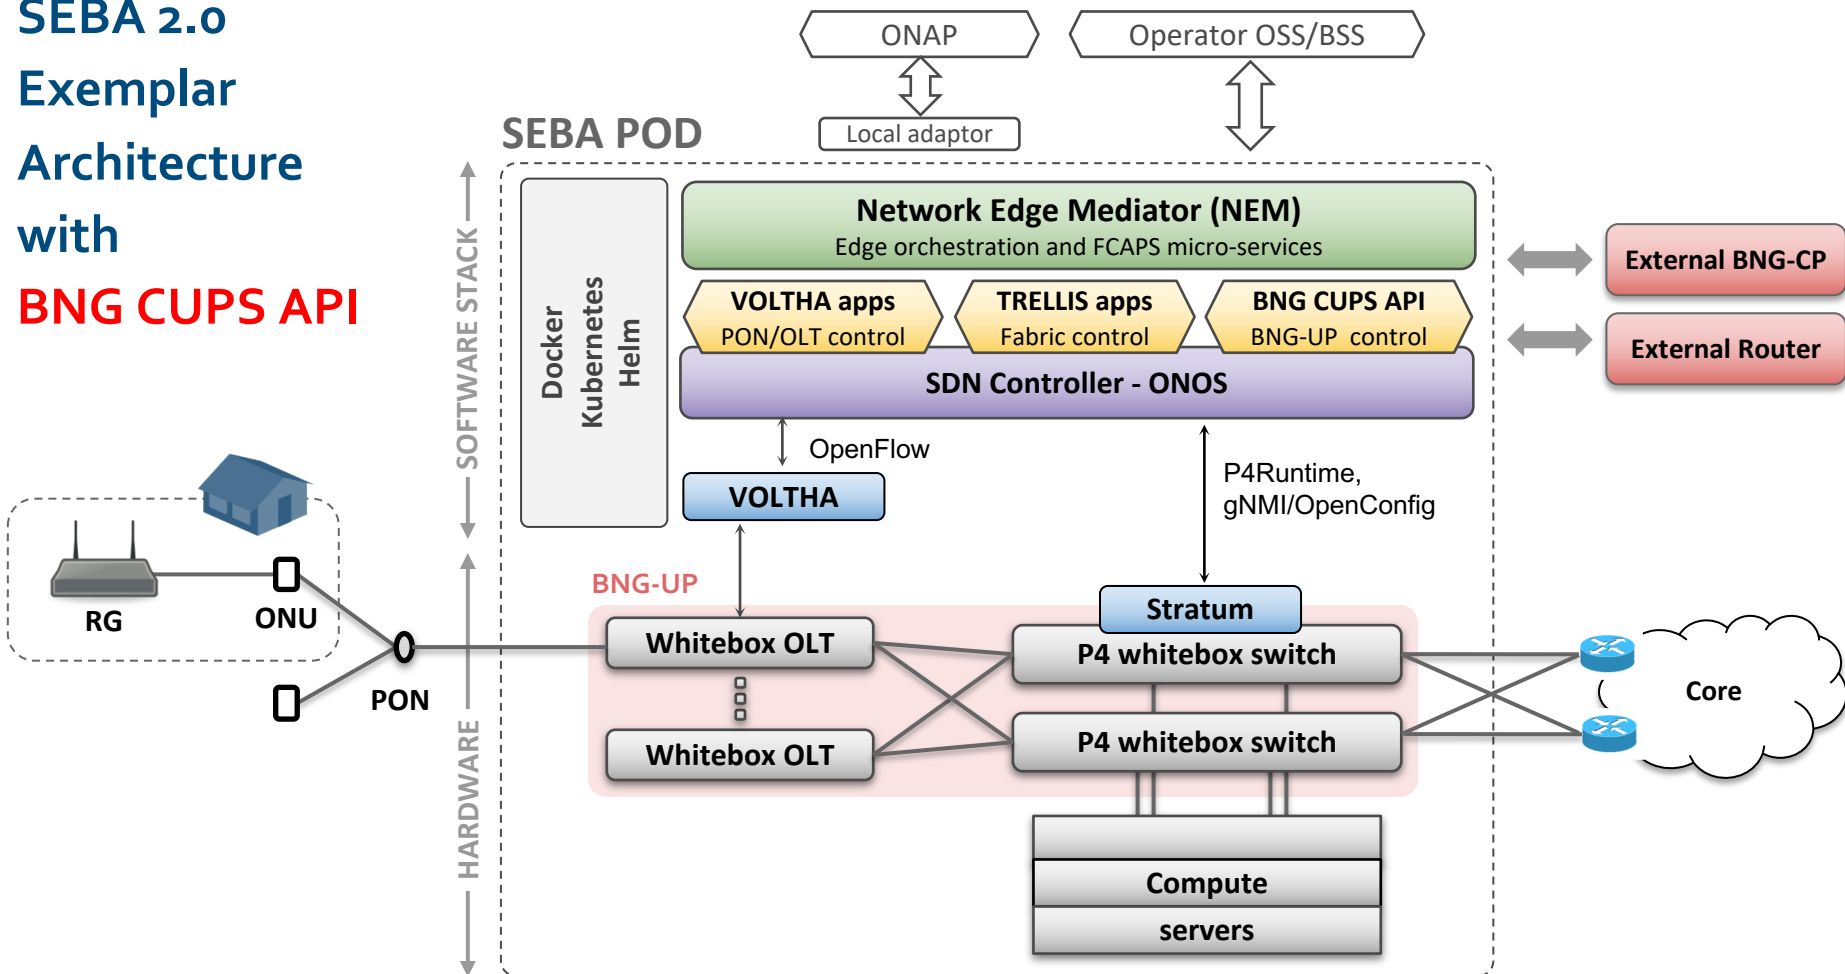 SEBA 2.0
Exemplar
Architecture
with
BNG CUPS API
ONAP
Operator OSS/BSS
Local adaptor
SEBA POD
SOFTWARE STACK
HARDWARE
Docker
Kubernetes
Helm
Network Edge Mediator (NEM)
Edge orchestration and FCAPS micro-services
VOLTHA apps
PON/OLT control
TRELLIS apps
Fabric control
BNG CUPS API
BNG-UP control
SDN Controller - ONOS
External BNG-CP
External Router
OpenFlow
VOLTHA
P4Runtime,
gNMI/OpenConfig
BNG-UP
Stratum
Whitebox OLT
P4 whitebox switch
Whitebox OLT
P4 whitebox switch
RG
ONU
PON
Core
Compute
servers